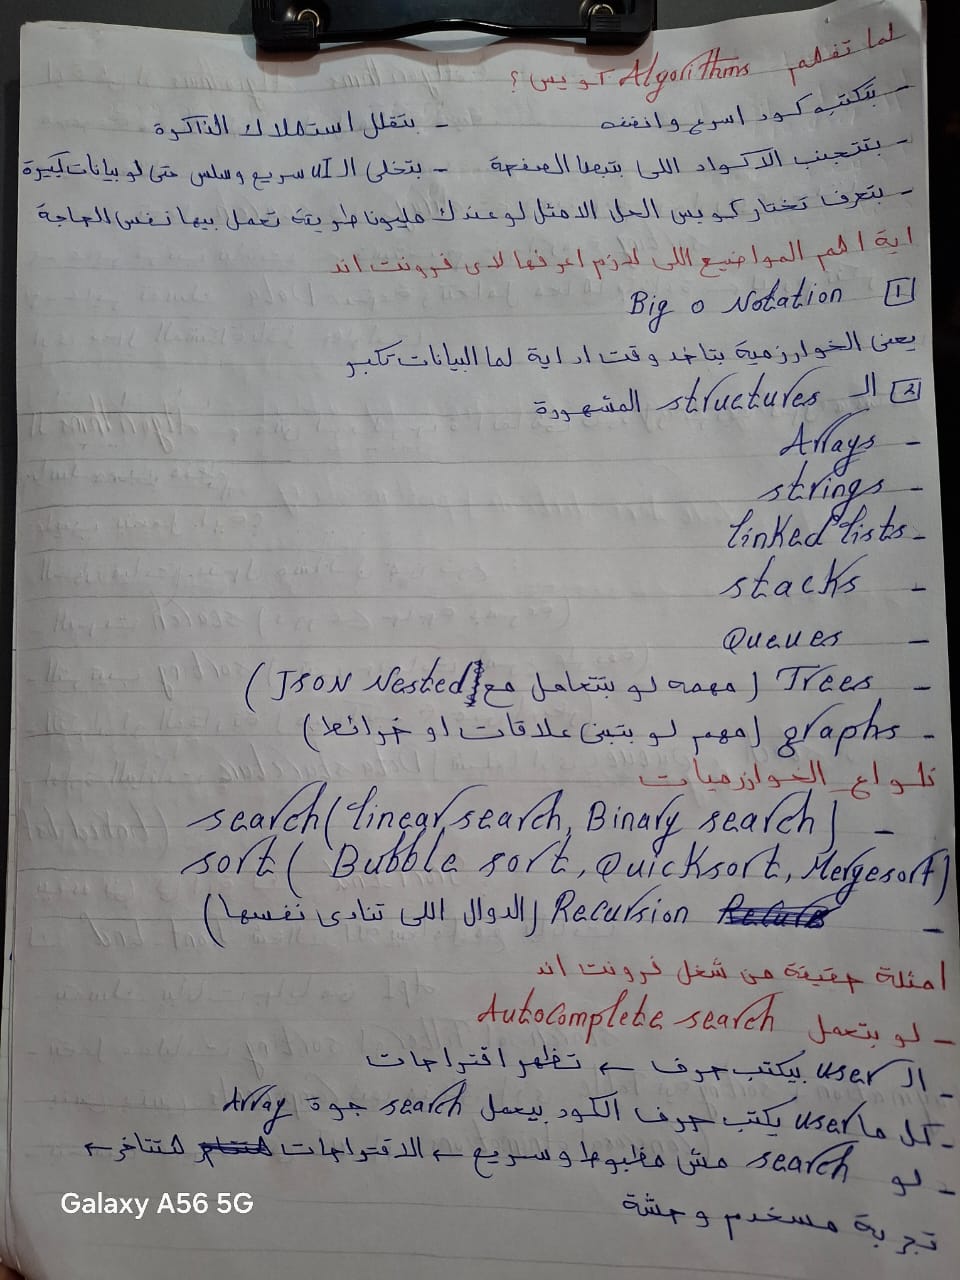 لما تفهم Algorithms كويس ؟
- بتكتب كود اسرع وانضف - بتقلل استهلاك الذاكرة
- بتتجنب الاكواد اللى بتبطأ الصفحة - بتخلى الـ UI سريع وسلس حتى لو بيانات كبيرة
- بتعرف تختار كويس الحل الامثل لو عندك مليون طريقة تعمل بيها نفس الحاجة
اية اهم المواضيع اللى لازم اعرفها لاى فرونت اند
1 Big o Notation
يعنى الخوارزمية بتاخد وقت اد اية لما البيانات تكبر
2 الـ structures المشهورة
- Arrays
- strings
- linked lists
- stacks
- Queues
- Trees (مهمه لو بتتعامل مع JSON Nested)
- graphs (مهم لو بتبنى علاقات او خرائط)
انواع الخوارزميات
- search (linear search, Binary search)
sort ( Bubble sort, Quicksort, Mergesort)
- Recursion (الدوال اللى تنادى نفسها)
امثلة حقيقة من شغل فرونت اند
- لو بتعمل Autocomplete search
- الـ user بيكتب حرف ← تظهر اقتراحات
- كل ما user يكتب حرف الكود بيعمل search جوة Array
- لو search مش مظبوط وسريع ← الاقتراحات هتتاخر ←
تجربة مسخدم وحشة
Galaxy A56 5G